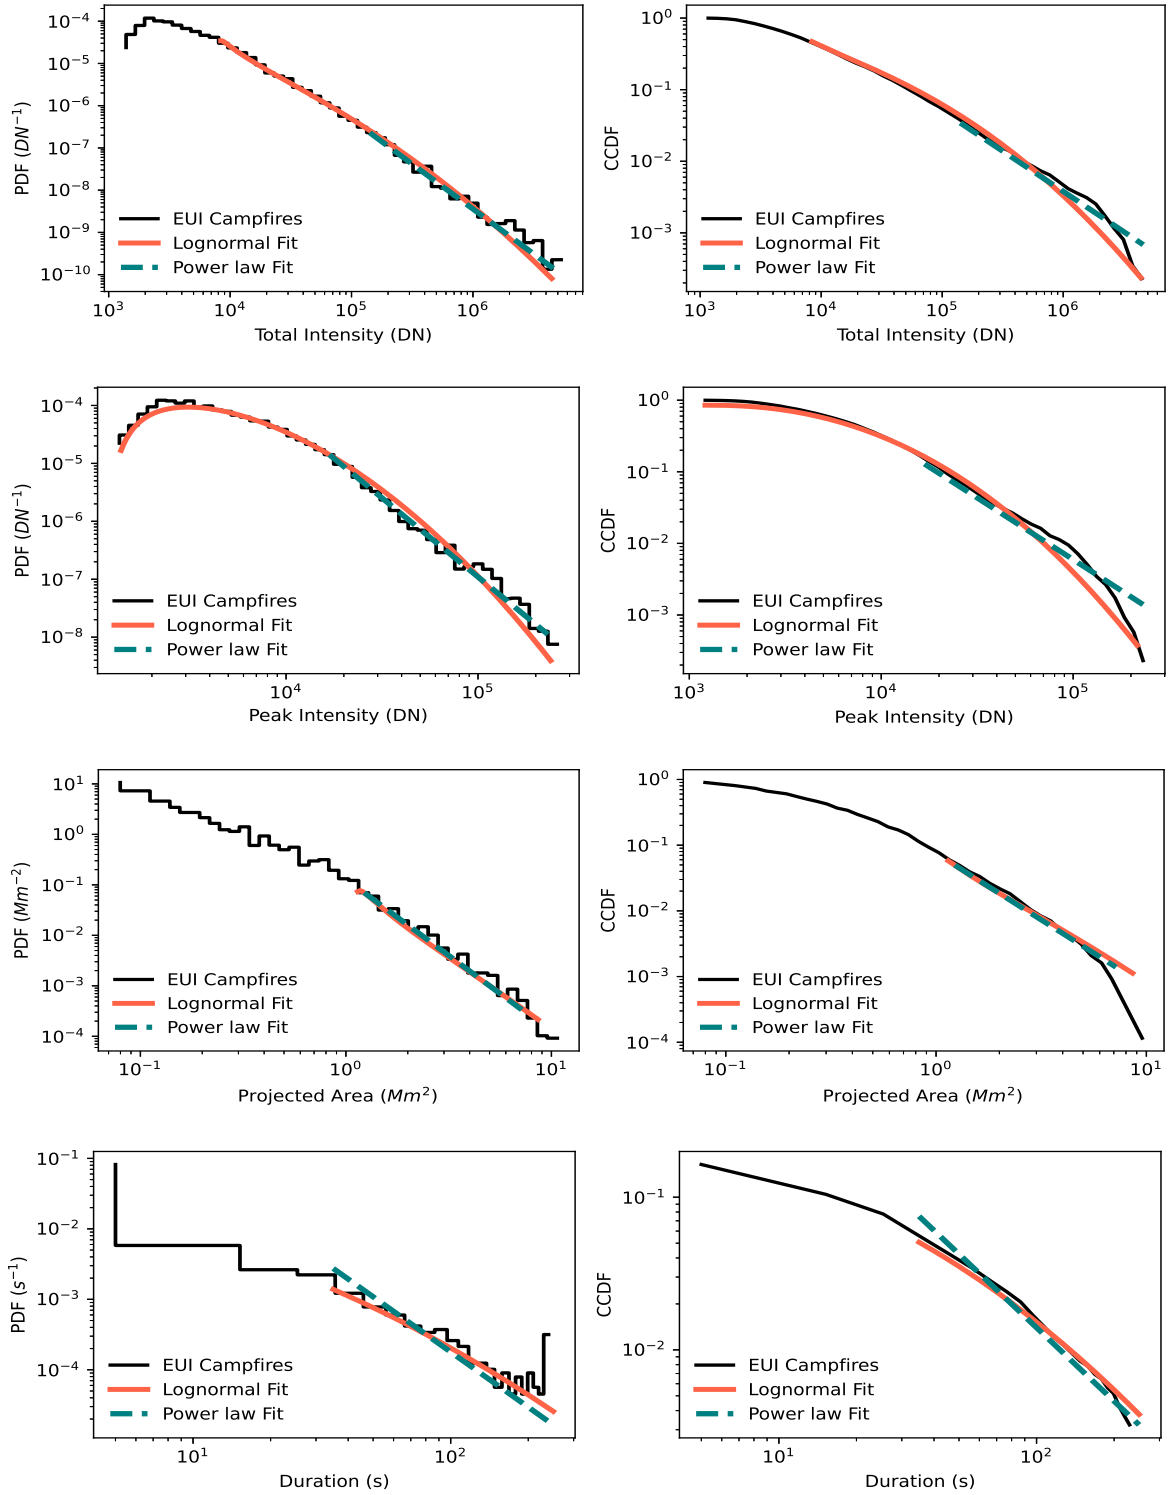 10⁻⁴
10⁻⁵
10⁻⁶
10⁻⁷
10⁻⁸
10⁻⁹
10⁻¹⁰
PDF (DN⁻¹)
EUI Campfires
Lognormal Fit
Power law Fit
10³ 10⁴ 10⁵ 10⁶
Total Intensity (DN)
10⁰
10⁻¹
10⁻²
10⁻³
CCDF
EUI Campfires
Lognormal Fit
Power law Fit
10³ 10⁴ 10⁵ 10⁶
Total Intensity (DN)
10⁻⁴
10⁻⁵
10⁻⁶
10⁻⁷
10⁻⁸
PDF (DN⁻¹)
EUI Campfires
Lognormal Fit
Power law Fit
10⁴ 10⁵
Peak Intensity (DN)
10⁰
10⁻¹
10⁻²
10⁻³
CCDF
EUI Campfires
Lognormal Fit
Power law Fit
10³ 10⁴ 10⁵
Peak Intensity (DN)
10¹
10⁰
10⁻¹
10⁻²
10⁻³
10⁻⁴
PDF (Mm⁻²)
EUI Campfires
Lognormal Fit
Power law Fit
10⁻¹ 10⁰ 10¹
Projected Area (Mm²)
10⁰
10⁻¹
10⁻²
10⁻³
10⁻⁴
CCDF
EUI Campfires
Lognormal Fit
Power law Fit
10⁻¹ 10⁰ 10¹
Projected Area (Mm²)
10⁻¹
10⁻²
10⁻³
10⁻⁴
PDF (s⁻¹)
EUI Campfires
Lognormal Fit
Power law Fit
10¹ 10²
Duration (s)
10⁻¹
10⁻²
CCDF
EUI Campfires
Lognormal Fit
Power law Fit
10¹ 10²
Duration (s)